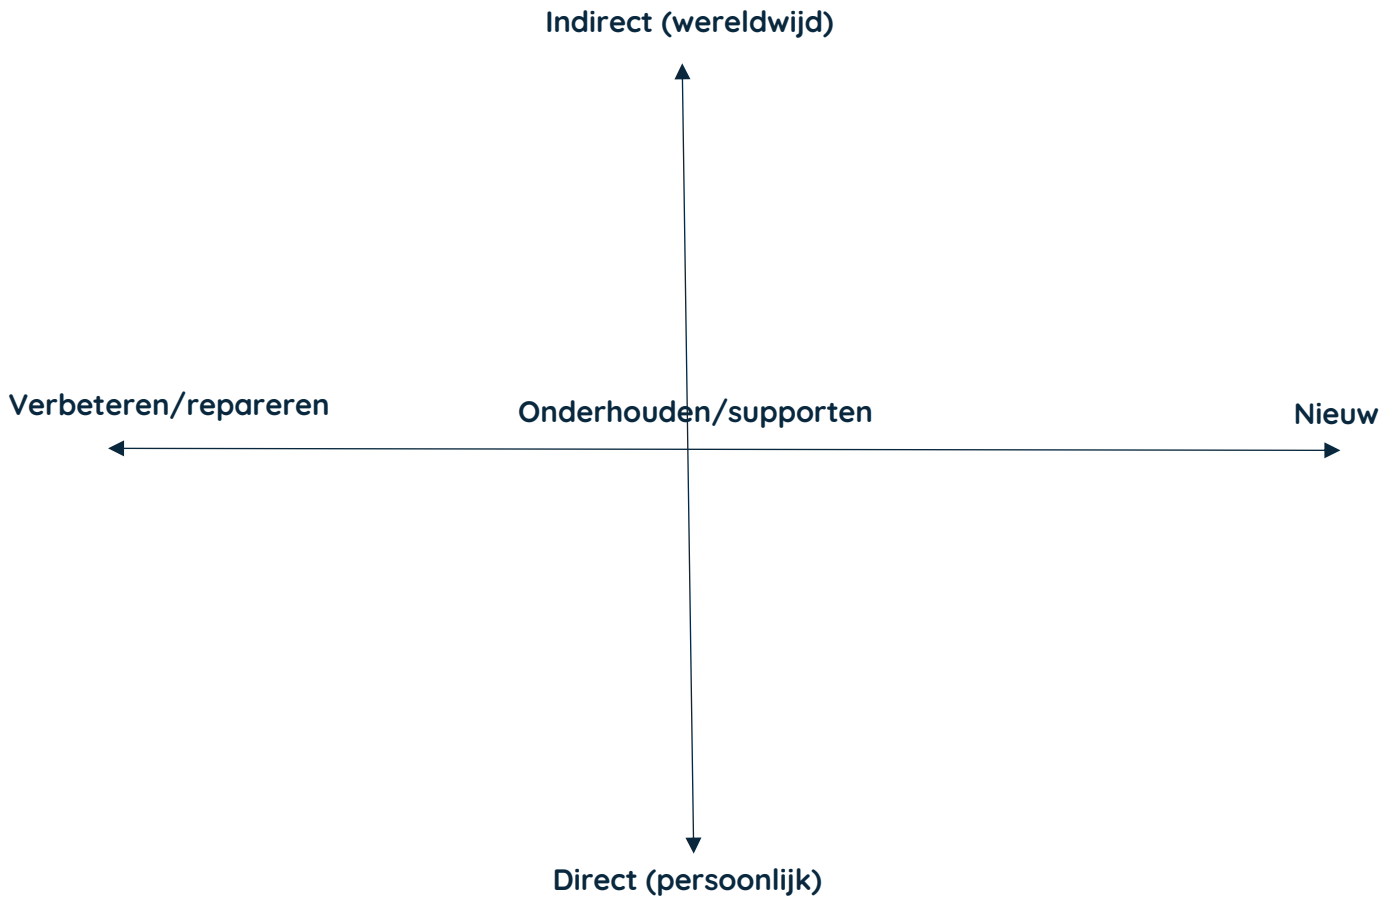 Indirect (wereldwijd)
Verbeteren/repareren
Onderhouden/supporten
Nieuw
Direct (persoonlijk)